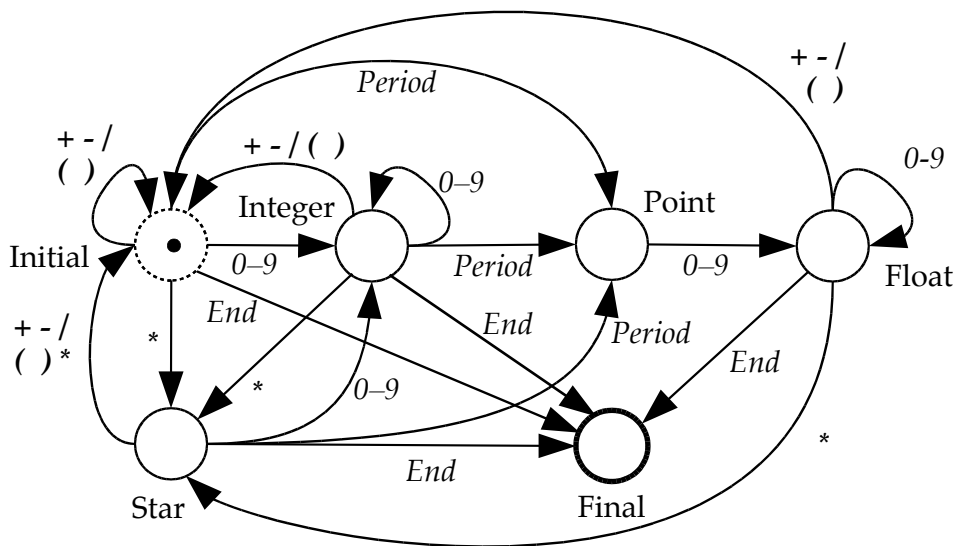 + - /
( )
Period
+ - /
( )
+ - / ( )
0–9
0-9
Integer
Point
Initial
0–9
Period
0–9
Float
+ - /
( ) *
*
End
End
Period
End
*
0–9
*
End
Star
Final